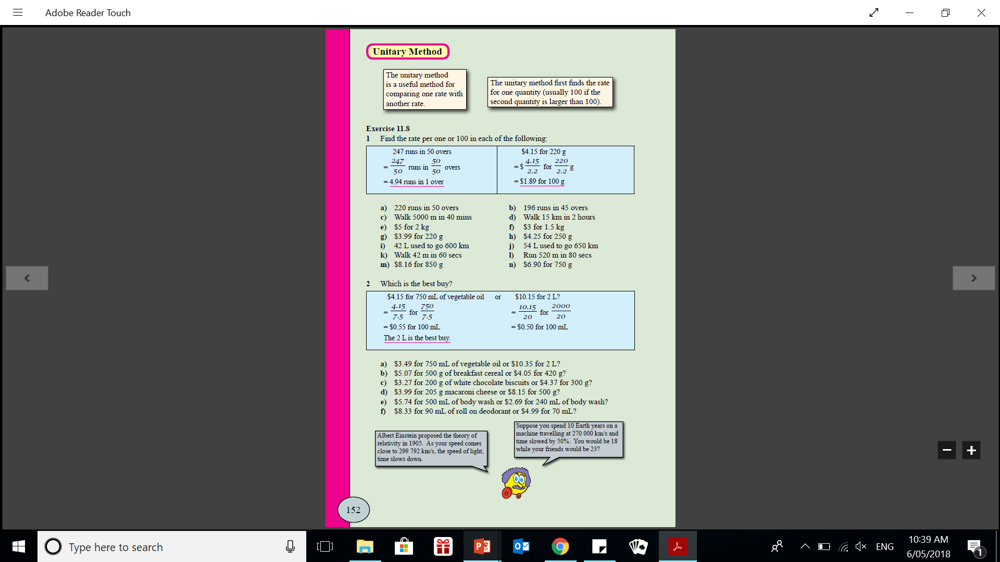 Adobe Reader Touch
Unitary Method
The unitary method
is a useful method for
comparing one rate with
another rate.
The unitary method first finds the rate
for one quantity (usually 100 if the
second quantity is larger than 100).
Exercise 11.8
1 Find the rate per one or 100 in each of the following:
247 runs in 50 overs
= 247/50 runs in 50/50 overs
= 4.94 runs in 1 over
$4.15 for 220 g
= $ 4.15/2.2 for 220/2.2 g
= $1.89 for 100 g
a) 220 runs in 50 overs b) 196 runs in 45 overs
c) Walk 5000 m in 40 mins d) Walk 15 km in 2 hours
e) $5 for 2 kg f) $3 for 1.5 kg
g) $3.99 for 220 g h) $4.25 for 250 g
i) 42 L used to go 600 km j) 54 L used to go 650 km
k) Walk 42 m in 60 secs l) Run 520 m in 80 secs
m) $8.16 for 850 g n) $6.90 for 750 g
2 Which is the best buy?
$4.15 for 750 mL of vegetable oil or $10.15 for 2 L?
= 4.15/7.5 for 750/7.5 = 10.15/20 for 2000/20
= $0.55 for 100 mL = $0.50 for 100 mL
The 2 L is the best buy.
a) $3.49 for 750 mL of vegetable oil or $10.35 for 2 L?
b) $5.07 for 500 g of breakfast cereal or $4.05 for 420 g?
c) $3.27 for 200 g of white chocolate biscuits or $4.37 for 300 g?
d) $3.99 for 205 g macaroni cheese or $8.15 for 500 g?
e) $5.74 for 500 mL of body wash or $2.69 for 240 mL of body wash?
f) $8.33 for 90 mL of roll on deodorant or $4.99 for 70 mL?
Albert Einstein proposed the theory of
relativity in 1905. As your speed comes
close to 299 792 km/s, the speed of light,
time slows down.
Suppose you spend 10 Earth years on a
machine travelling at 270 000 km/s and
time slowed by 50%. You would be 18
while your friends would be 23?
152
Type here to search
ENG
10:39 AM
6/05/2018
1